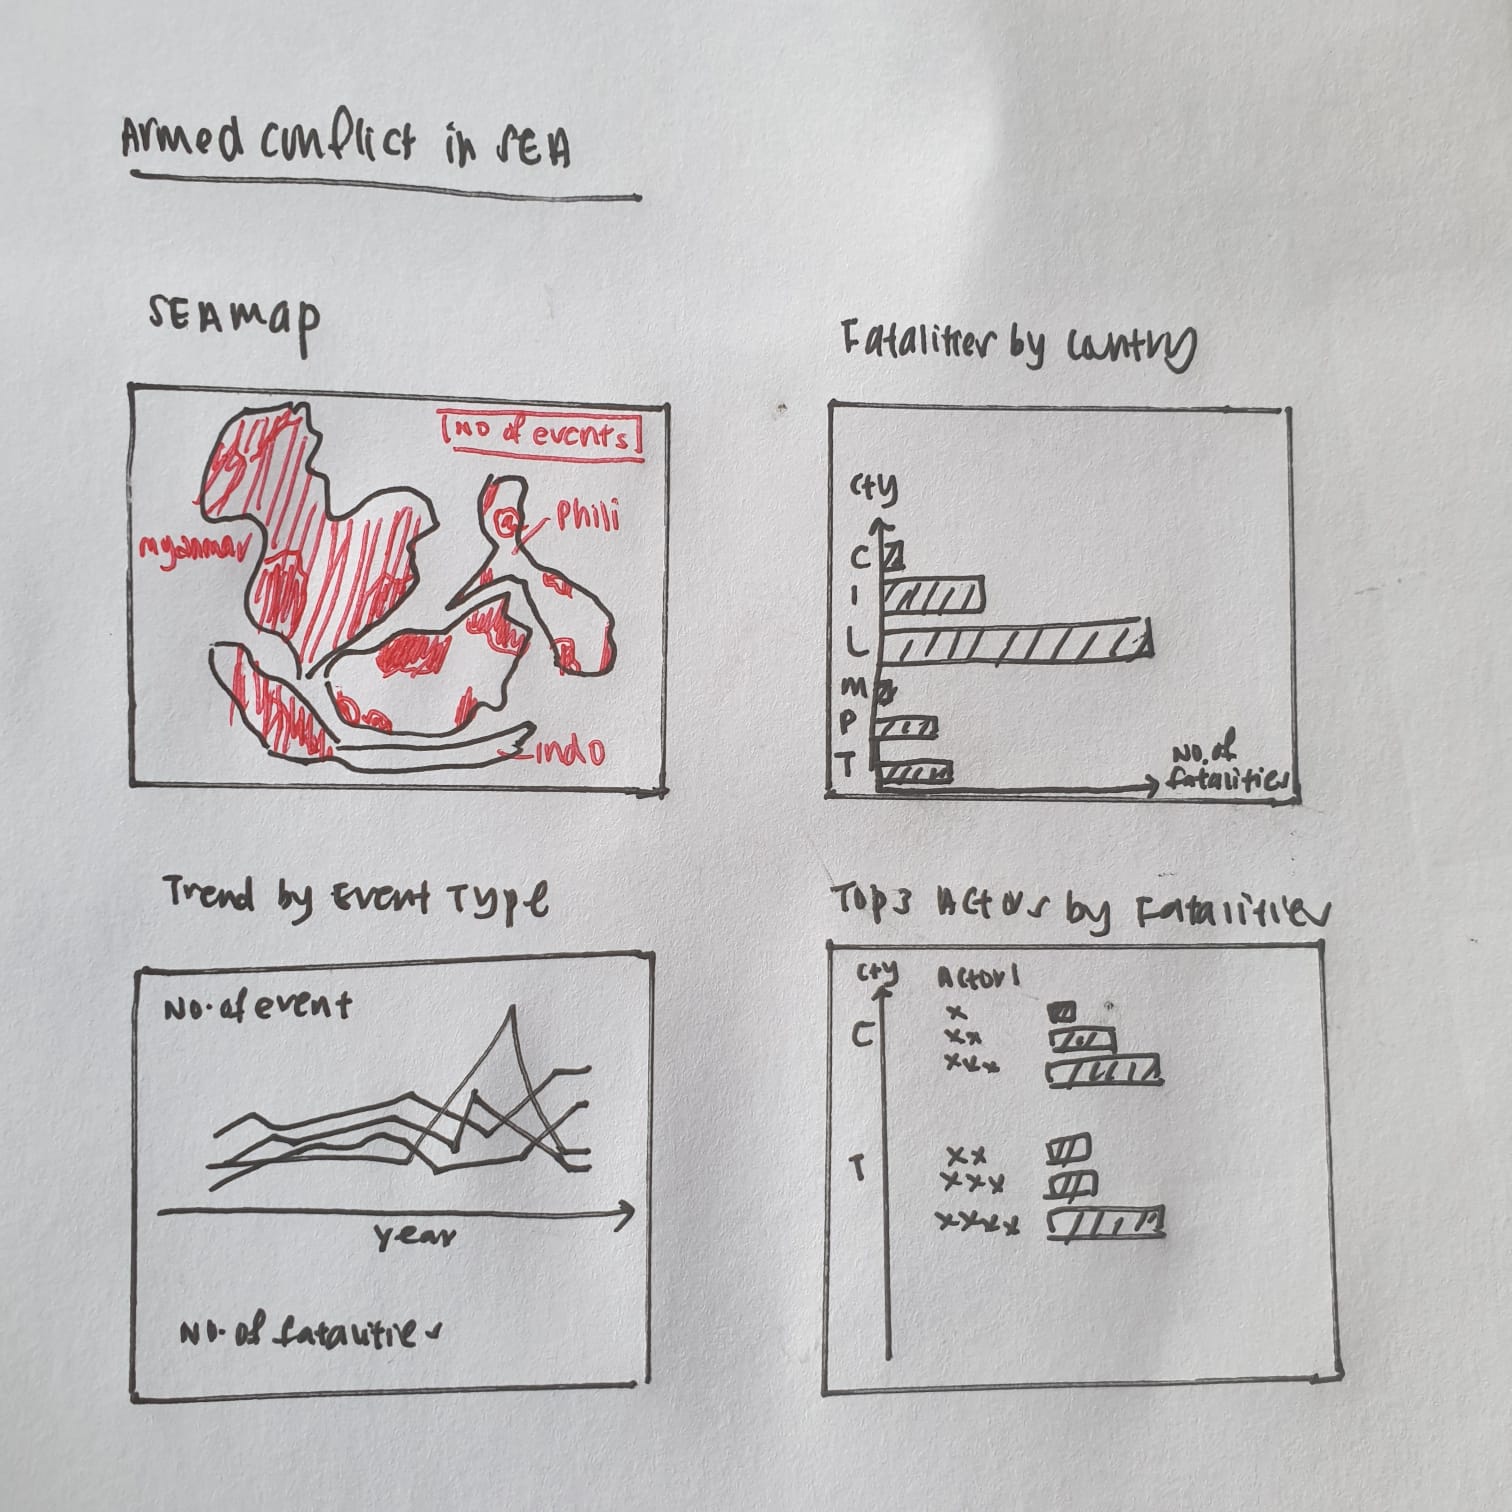 Armed conflict in SEA
SEA map
[No of events]
Phili
myanmar
indo
Fatalities by Country
cty
C
I
L
M
P
T
No. of
fatalities
Trend by Event Type
No. of event
year
No. of fatalities
Top 3 Actors by Fatalities
cty
Actor 1
C
x
xx
xxx
T
xx
xxx
xxxx